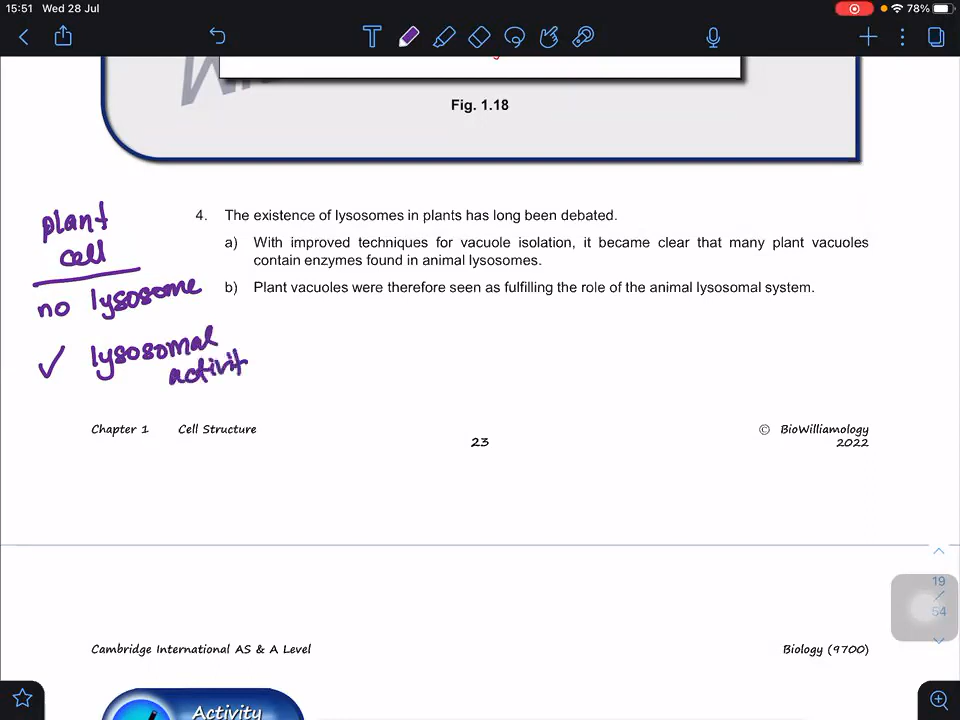 15:51 Wed 28 Jul
78%
Fig. 1.18
4. The existence of lysosomes in plants has long been debated.
a) With improved techniques for vacuole isolation, it became clear that many plant vacuoles
contain enzymes found in animal lysosomes.
b) Plant vacuoles were therefore seen as fulfilling the role of the animal lysosomal system.
plant
cell
no lysosome
✓ lysosomal
activit
Chapter 1 Cell Structure
23
© BioWilliamology
2022
19
/
54
Cambridge International AS & A Level
Biology (9700)
Activity